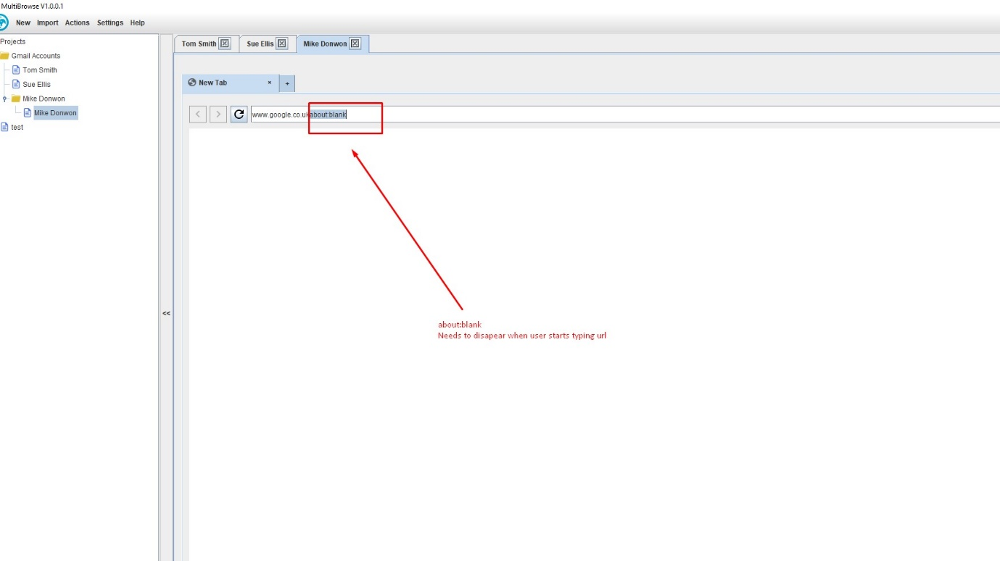 MultiBrowse V1.0.0.1
New Import Actions Settings Help
Projects
Gmail Accounts
Tom Smith
Sue Ellis
Mike Donwon
Mike Donwon
test
<<
Tom Smith Sue Ellis Mike Donwon
New Tab × +
www.google.co.ukabout:blank
about:blank
Needs to disapear when user starts typing url